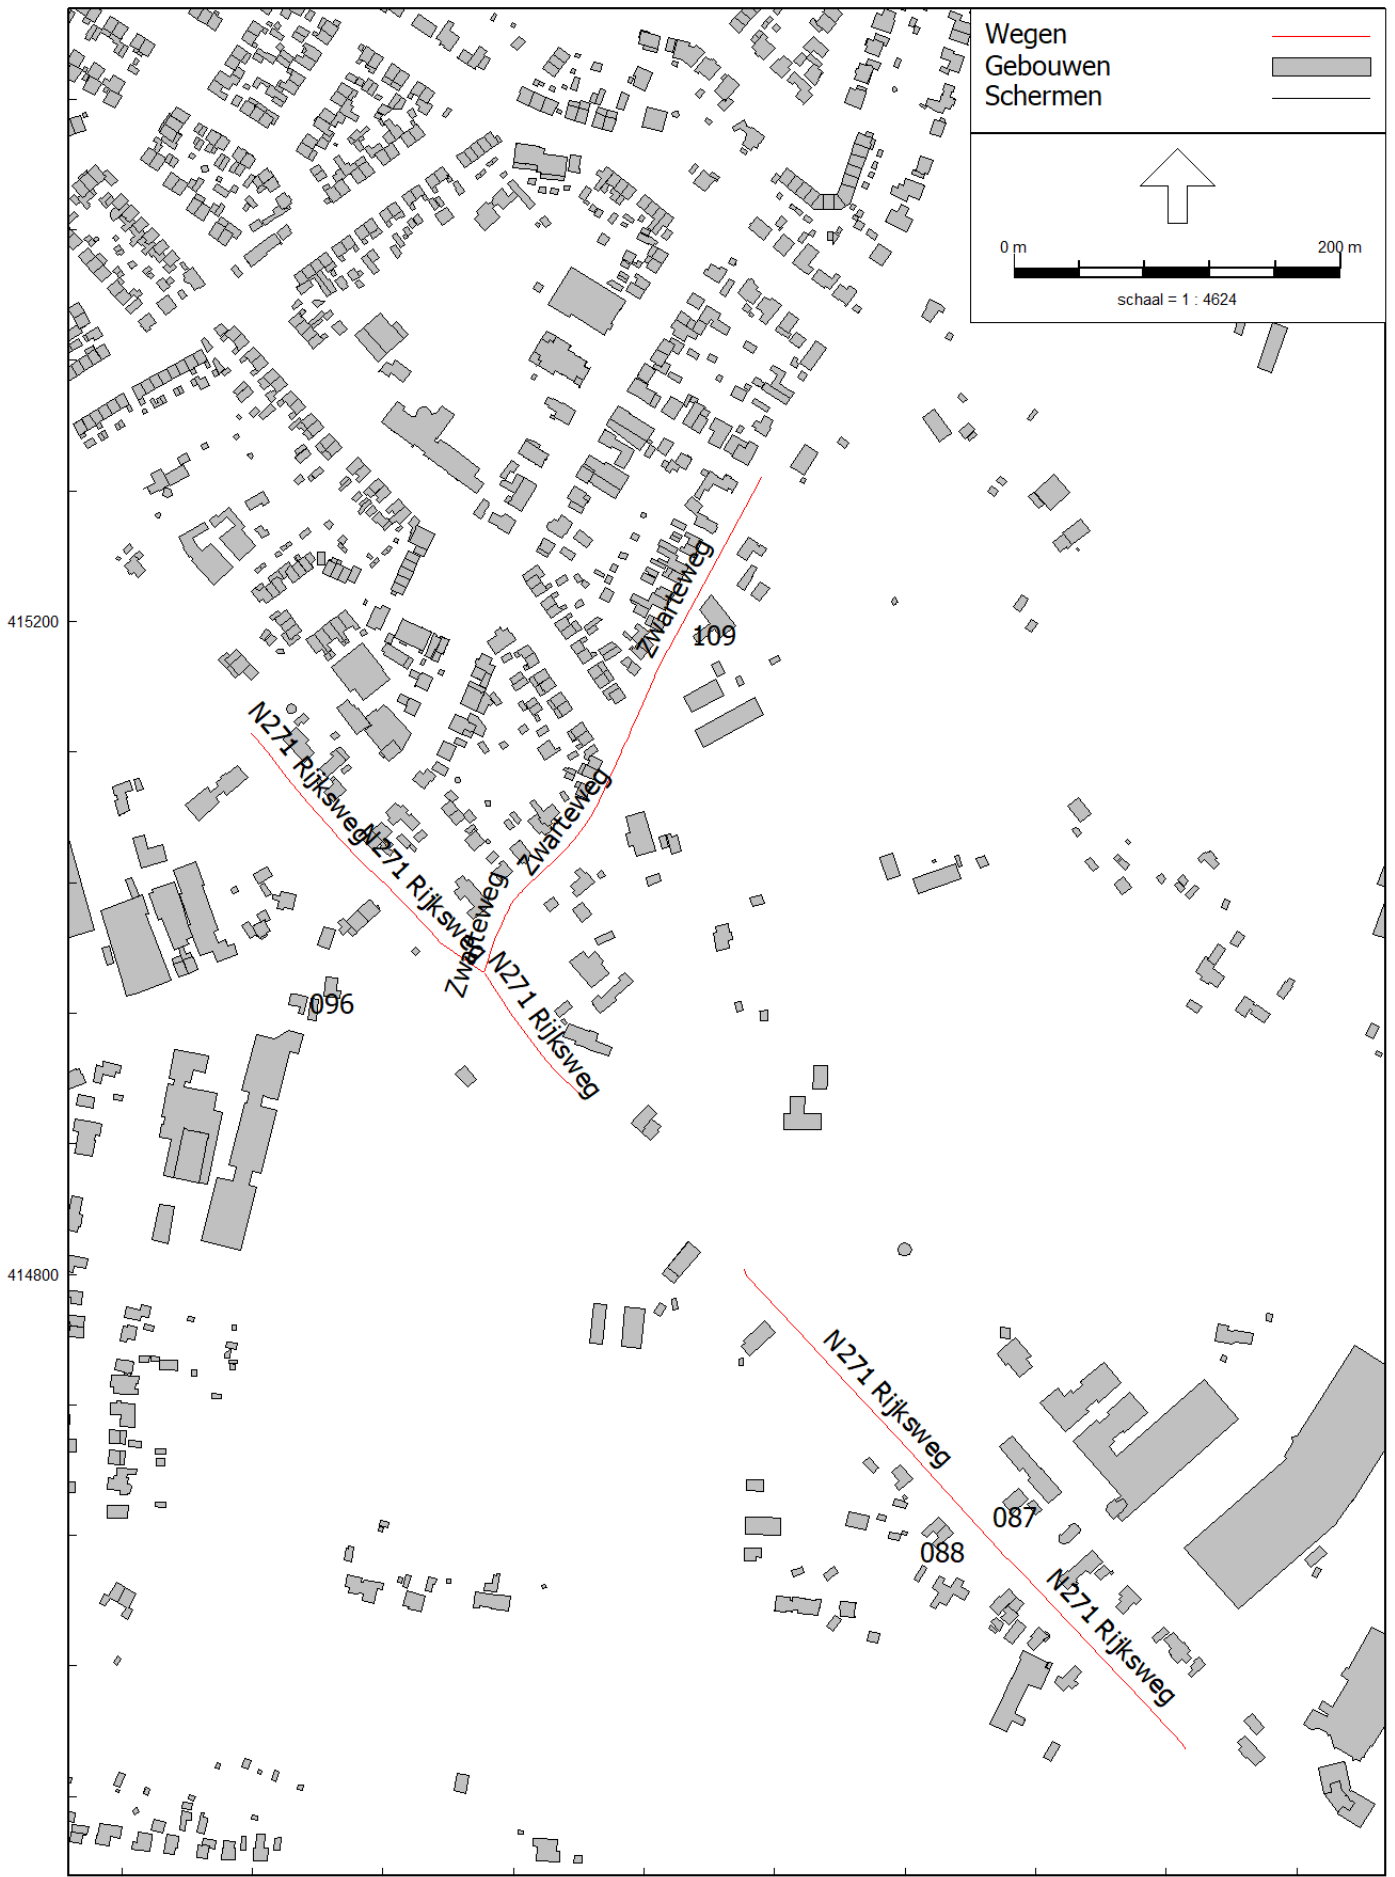 Wegen
Gebouwen
Schermen
0 m
200 m
schaal = 1 : 4624
415200
Zwarteweg
109
N271 Rijksweg
Zwarteweg
N271 Rijksweg
Zwarteweg
N271 Rijksweg
096
414800
N271 Rijksweg
087
088
N271 Rijksweg